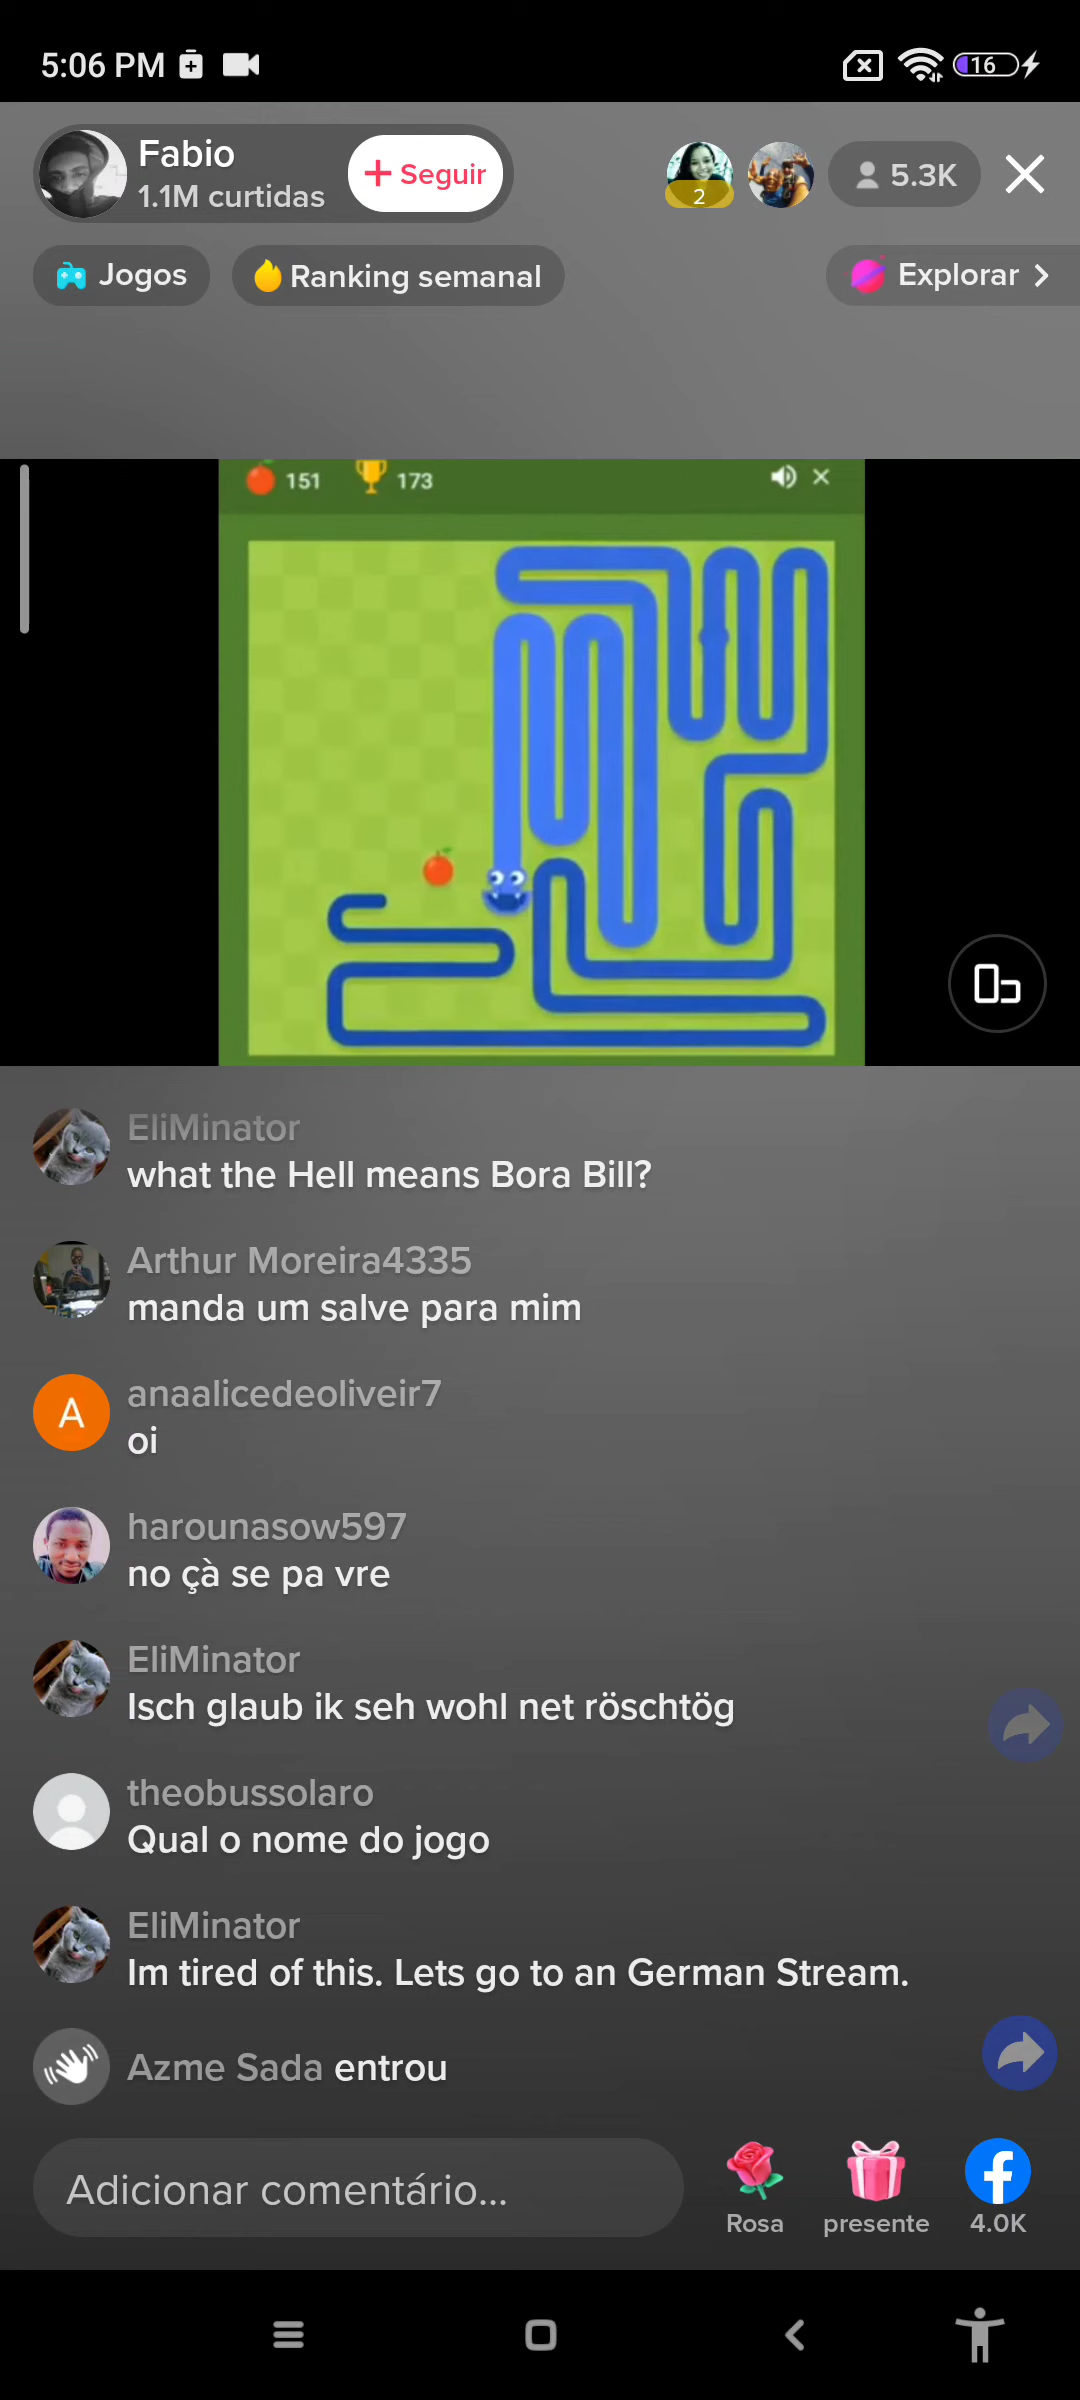 5:06 PM
16
Fabio
1.1M curtidas
+ Seguir
2
5.3K
Jogos
Ranking semanal
Explorar
151
173
EliMinator
what the Hell means Bora Bill?
Arthur Moreira4335
manda um salve para mim
A
anaalicedeoliveir7
oi
harounasow597
no çà se pa vre
EliMinator
Isch glaub ik seh wohl net röschtög
theobussolaro
Qual o nome do jogo
EliMinator
Im tired of this. Lets go to an German Stream.
Azme Sada entrou
Adicionar comentário...
Rosa
presente
4.0K